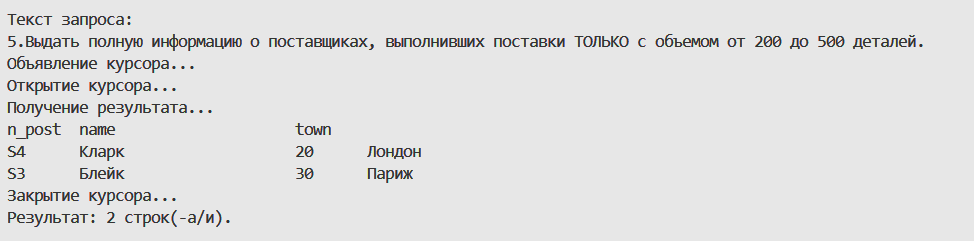 Текст запроса:
5.Выдать полную информацию о поставщиках, выполнивших поставки ТОЛЬКО с объемом от 200 до 500 деталей.
Объявление курсора...
Открытие курсора...
Получение результата...
n_post name town
S4 Кларк 20 Лондон
S3 Блейк 30 Париж
Закрытие курсора...
Результат: 2 строк(-а/и).